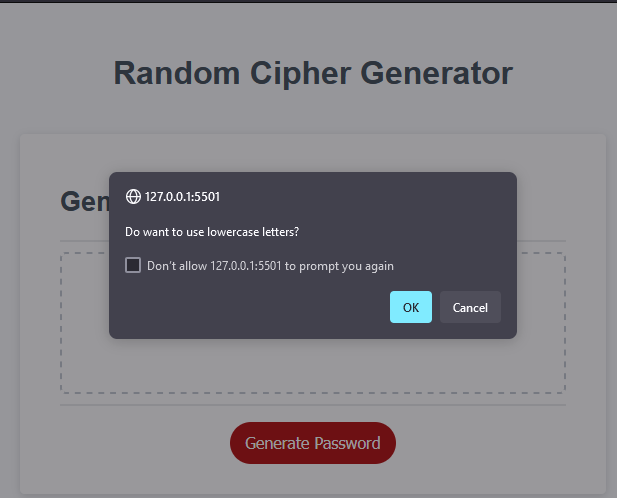 Random Cipher Generator
Gen
127.0.0.1:5501
Do want to use lowercase letters?
Don't allow 127.0.0.1:5501 to prompt you again
OK
Cancel
Generate Password